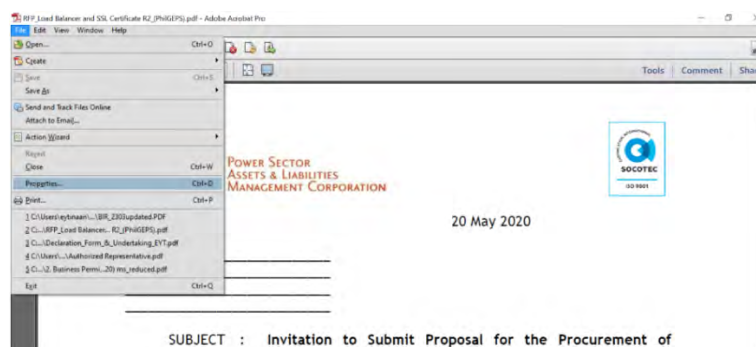 RFP_Load Balancer and SSL Certificate R2_(PhilGEPS).pdf - Adobe Acrobat Pro
File Edit View Window Help
Open... Ctrl+O
Create
Save Ctrl+S
Save As
Send and Track Files Online
Attach to Email...
Action Wizard
Revert
Close Ctrl+W
Properties... Ctrl+D
Print... Ctrl+P
1 C:\Users\eytinaan\...\BIR_2303updated.PDF
2 C:\...\RFP_Load Balancer... R2_(PhilGEPS).pdf
3 C:\...\Declaration_Form_&_Undertaking_EYT.pdf
4 C:\Users\...\Authorized Representative.pdf
5 C:\...\2. Business Permi...20) ms_reduced.pdf
Exit Ctrl+Q
Tools Comment Shar
POWER SECTOR
ASSETS & LIABILITIES
MANAGEMENT CORPORATION
SOCOTEC
ISO 9001
20 May 2020
SUBJECT : Invitation to Submit Proposal for the Procurement of